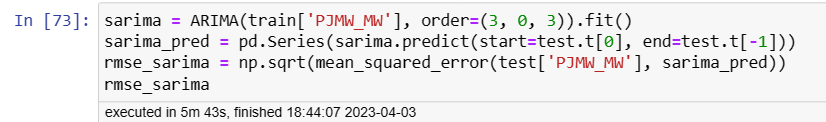 In [73]: sarima = ARIMA(train['PJMW_MW'], order=(3, 0, 3)).fit()
sarima_pred = pd.Series(sarima.predict(start=test.t[0], end=test.t[-1]))
rmse_sarima = np.sqrt(mean_squared_error(test['PJMW_MW'], sarima_pred))
rmse_sarima
executed in 5m 43s, finished 18:44:07 2023-04-03